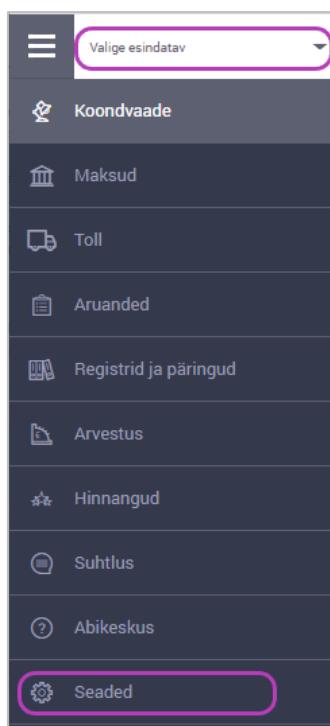 Valige esindatav
Koondvaade
Maksud
Toll
Aruanded
Registrid ja päringud
Arvestus
Hinnangud
Suhtlus
Abikeskus
Seaded